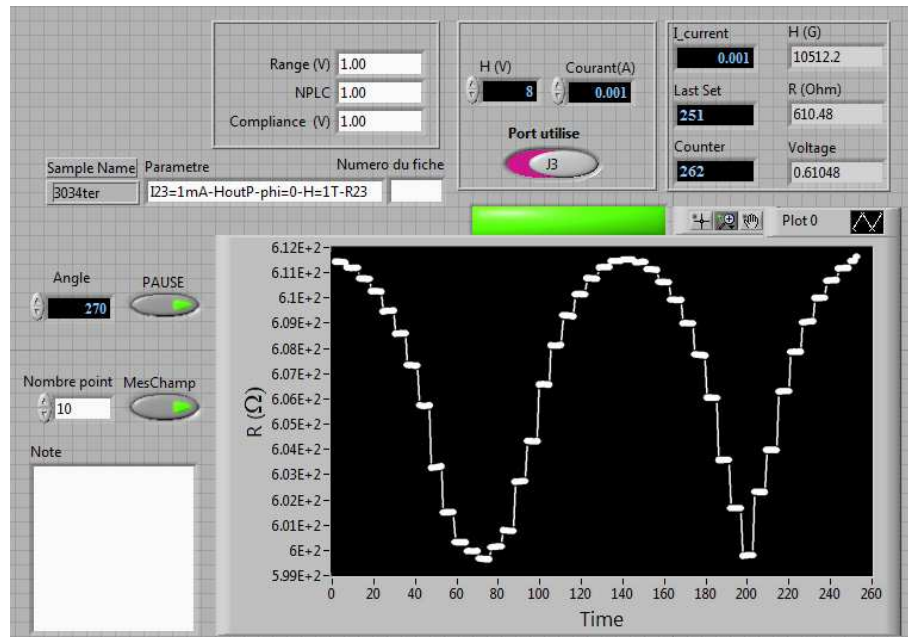 Range (V) 1.00
NPLC 1.00
Compliance (V) 1.00
H (V) Courant(A)
8 0.001
Port utilise
J3
I_current H (G)
0.001 10512.2
Last Set R (Ohm)
251 610.48
Counter Voltage
262 0.61048
Sample Name Parametre Numero du fiche
3034ter I23=1mA-HoutP-phi=0-H=1T-R23
Plot 0
Angle PAUSE
270
Nombre point MesChamp
10
Note
R (Ω)
6.12E+2
6.11E+2
6.1E+2
6.09E+2
6.08E+2
6.07E+2
6.06E+2
6.05E+2
6.04E+2
6.03E+2
6.02E+2
6.01E+2
6E+2
5.99E+2
0 20 40 60 80 100 120 140 160 180 200 220 240 260
Time